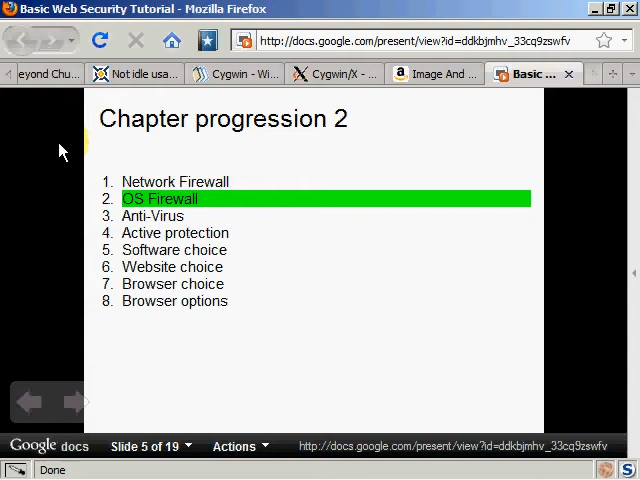 Basic Web Security Tutorial - Mozilla Firefox
http://docs.google.com/present/view?id=ddkbjmhv_33cq9zswfv
eyond Chu...
Not idle usa...
Cygwin - Wi...
Cygwin/X - ...
Image And ...
Basic ...
Chapter progression 2
1. Network Firewall
2. OS Firewall
3. Anti-Virus
4. Active protection
5. Software choice
6. Website choice
7. Browser choice
8. Browser options
Google docs Slide 5 of 19 Actions http://docs.google.com/present/view?id=ddkbjmhv_33cq9zswfv
Done